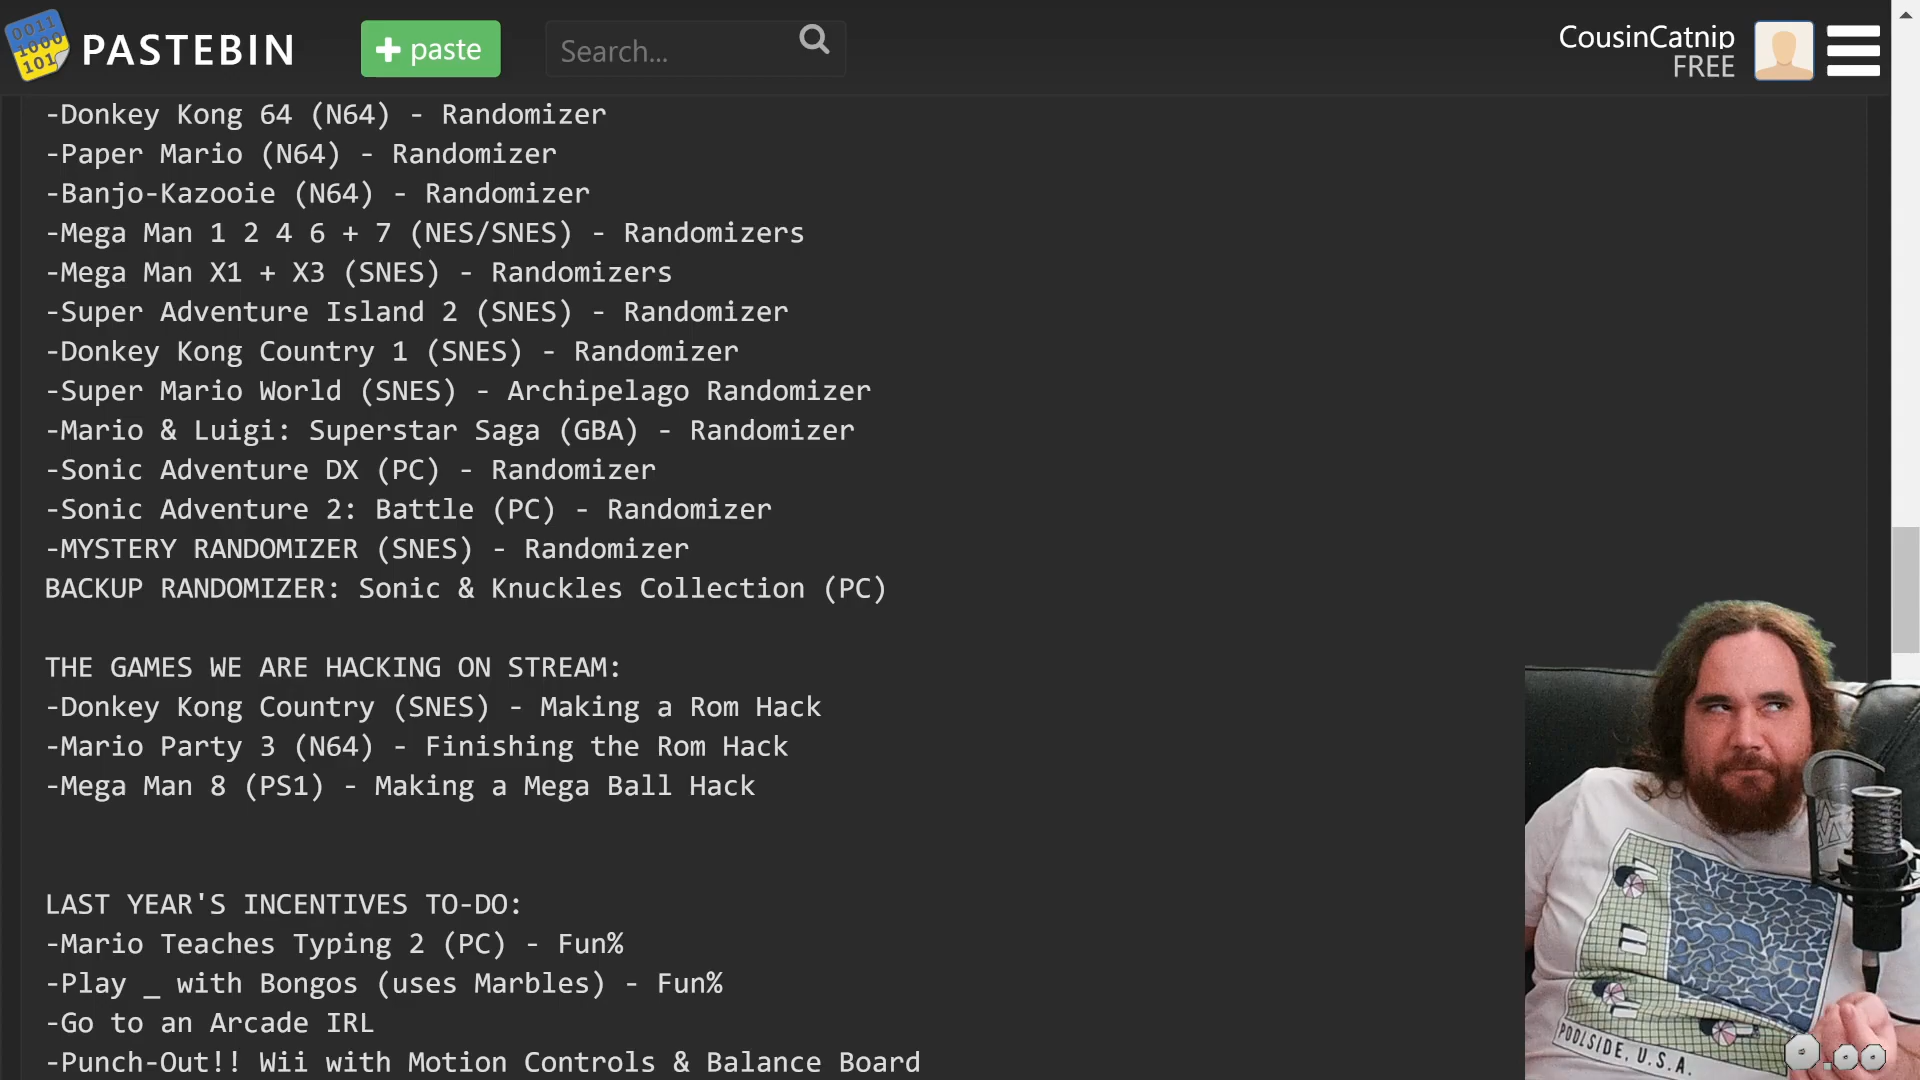 PASTEBIN
+ paste
Search...
CousinCatnip
FREE
-Donkey Kong 64 (N64) - Randomizer
-Paper Mario (N64) - Randomizer
-Banjo-Kazooie (N64) - Randomizer
-Mega Man 1 2 4 6 + 7 (NES/SNES) - Randomizers
-Mega Man X1 + X3 (SNES) - Randomizers
-Super Adventure Island 2 (SNES) - Randomizer
-Donkey Kong Country 1 (SNES) - Randomizer
-Super Mario World (SNES) - Archipelago Randomizer
-Mario & Luigi: Superstar Saga (GBA) - Randomizer
-Sonic Adventure DX (PC) - Randomizer
-Sonic Adventure 2: Battle (PC) - Randomizer
-MYSTERY RANDOMIZER (SNES) - Randomizer
BACKUP RANDOMIZER: Sonic & Knuckles Collection (PC)
THE GAMES WE ARE HACKING ON STREAM:
-Donkey Kong Country (SNES) - Making a Rom Hack
-Mario Party 3 (N64) - Finishing the Rom Hack
-Mega Man 8 (PS1) - Making a Mega Ball Hack
LAST YEAR'S INCENTIVES TO-DO:
-Mario Teaches Typing 2 (PC) - Fun%
-Play _ with Bongos (uses Marbles) - Fun%
-Go to an Arcade IRL
-Punch-Out!! Wii with Motion Controls & Balance Board
0011
1000
101
POOLSIDE, U.S.A.
0.00